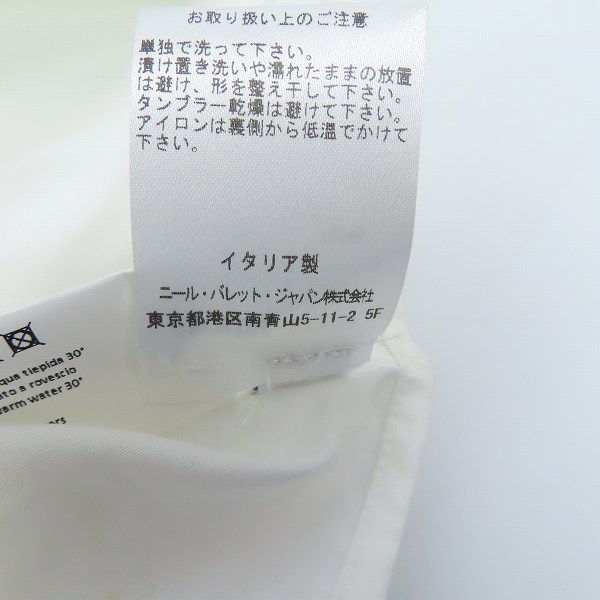 お取り扱い上のご注意
単独で洗って下さい。
漬け置き洗いや濡れたままの放置
は避け、形を整え干して下さい。
タンブラー乾燥は避けて下さい。
アイロンは裏側から低温でかけて
下さい。
イタリア製
ニール・バレット・ジャパン株式会社
東京都港区南青山5-11-2 5F
tiepida 30°
a rovescio
water 30°